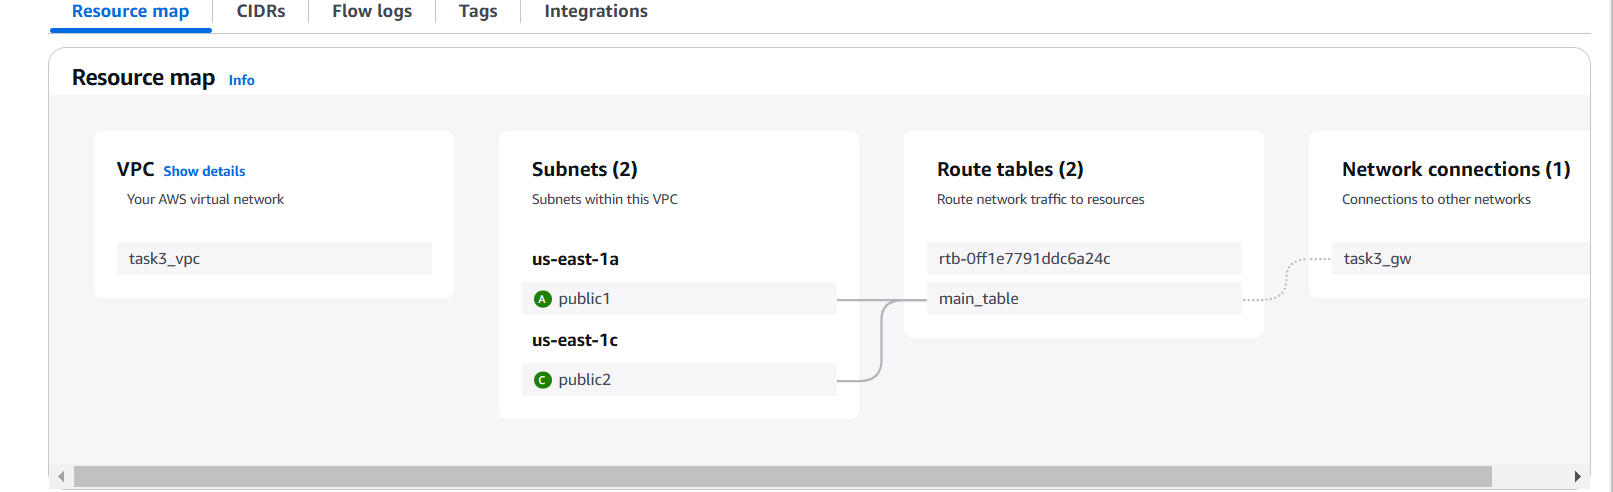 Resource map
CIDRs
Flow logs
Tags
Integrations
Resource map Info
VPC Show details
Your AWS virtual network
task3_vpc
Subnets (2)
Subnets within this VPC
us-east-1a
A public1
us-east-1c
C public2
Route tables (2)
Route network traffic to resources
rtb-0ff1e7791ddc6a24c
main_table
Network connections (1)
Connections to other networks
task3_gw